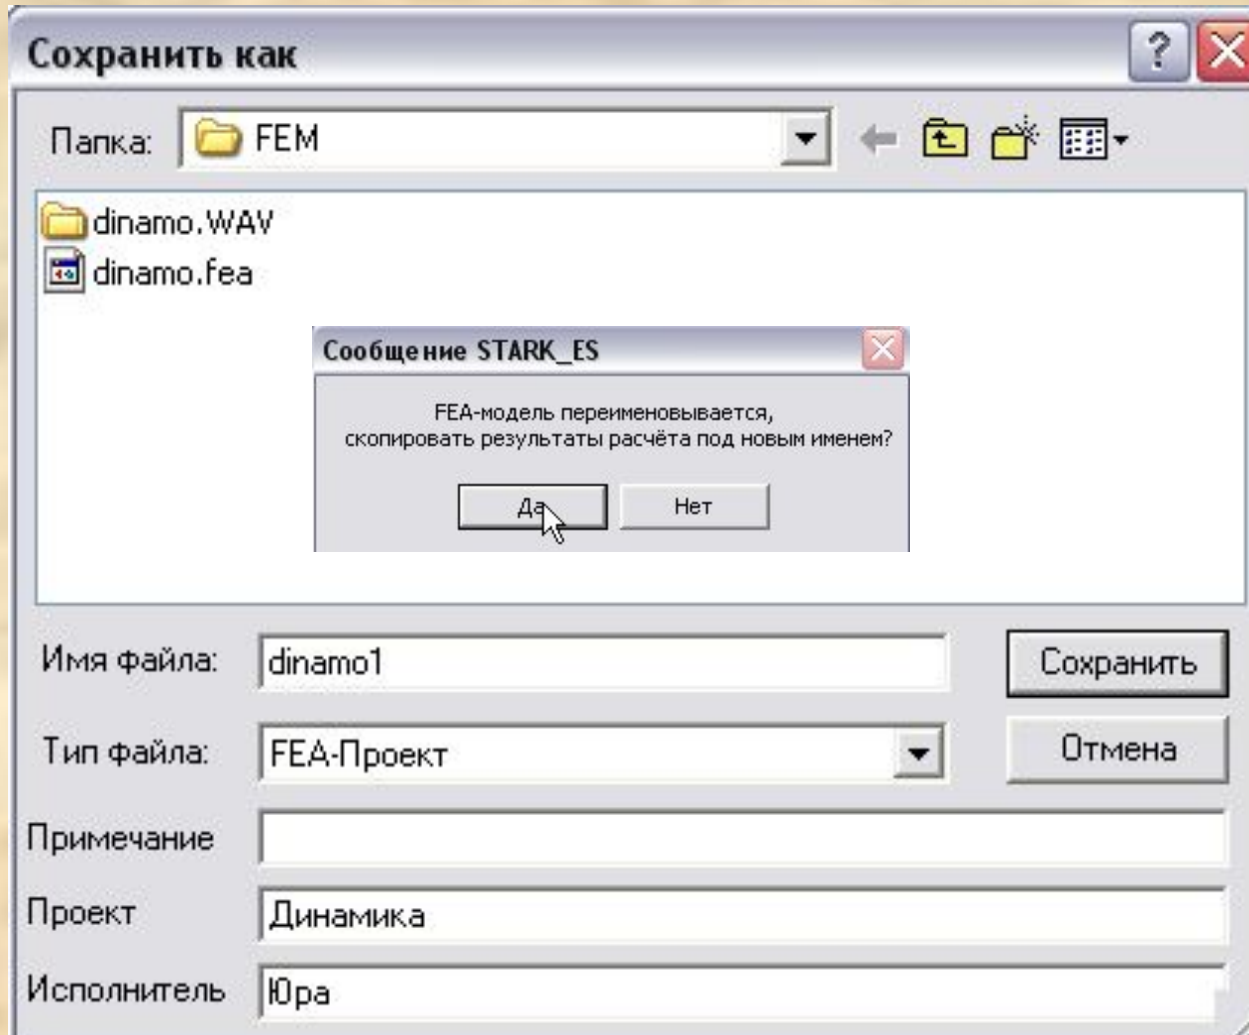 Сохранить как
Папка: FEM
dinamo.WAV
dinamo.fea
Сообщение STARK_ES
FEA-модель переименовывается,
скопировать результаты расчёта под новым именем?
Да Нет
Имя файла: dinamo1 Сохранить
Тип файла: FEA-Проект Отмена
Примечание
Проект Динамика
Исполнитель Юра